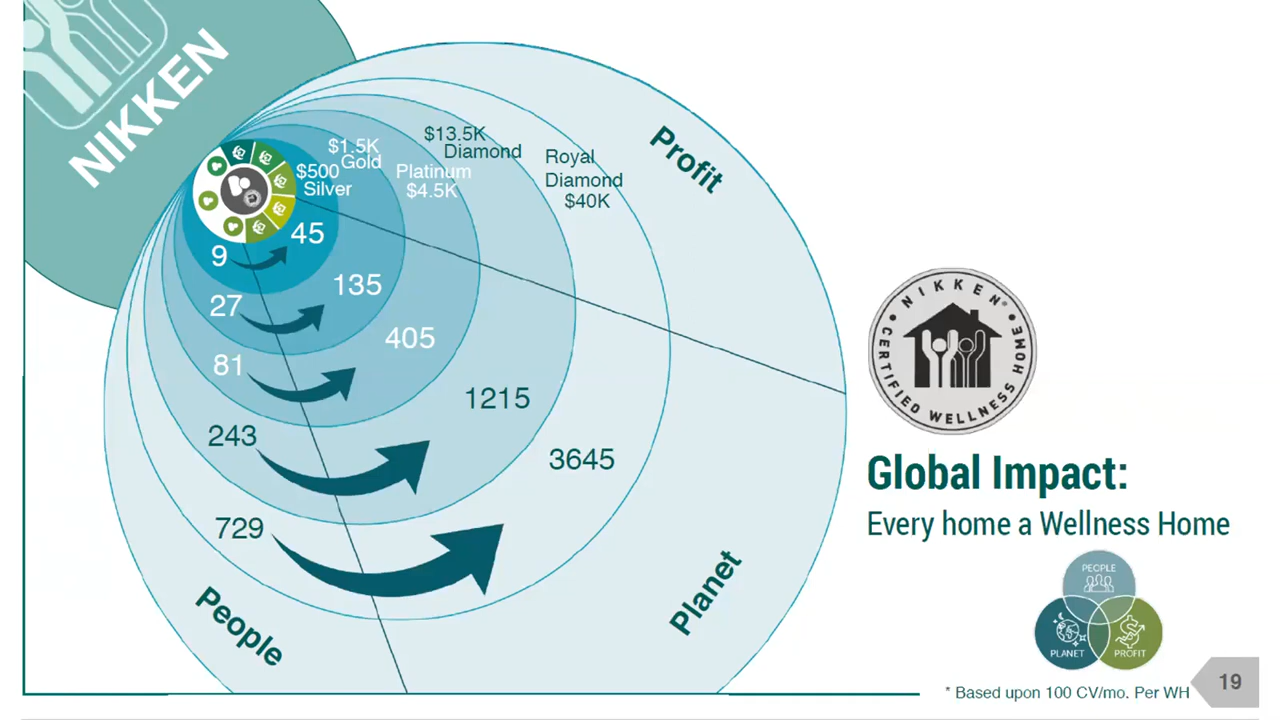 NIKKEN
$500
Silver
$1.5K
Gold
Platinum
$4.5K
$13.5K
Diamond
Royal
Diamond
$40K
Profit
9
45
27
135
81
405
243
1215
729
3645
People
Planet
NIKKEN®
• CERTIFIED WELLNESS HOME •
Global Impact:
Every home a Wellness Home
PEOPLE
PLANET
PROFIT
* Based upon 100 CV/mo. Per WH
19